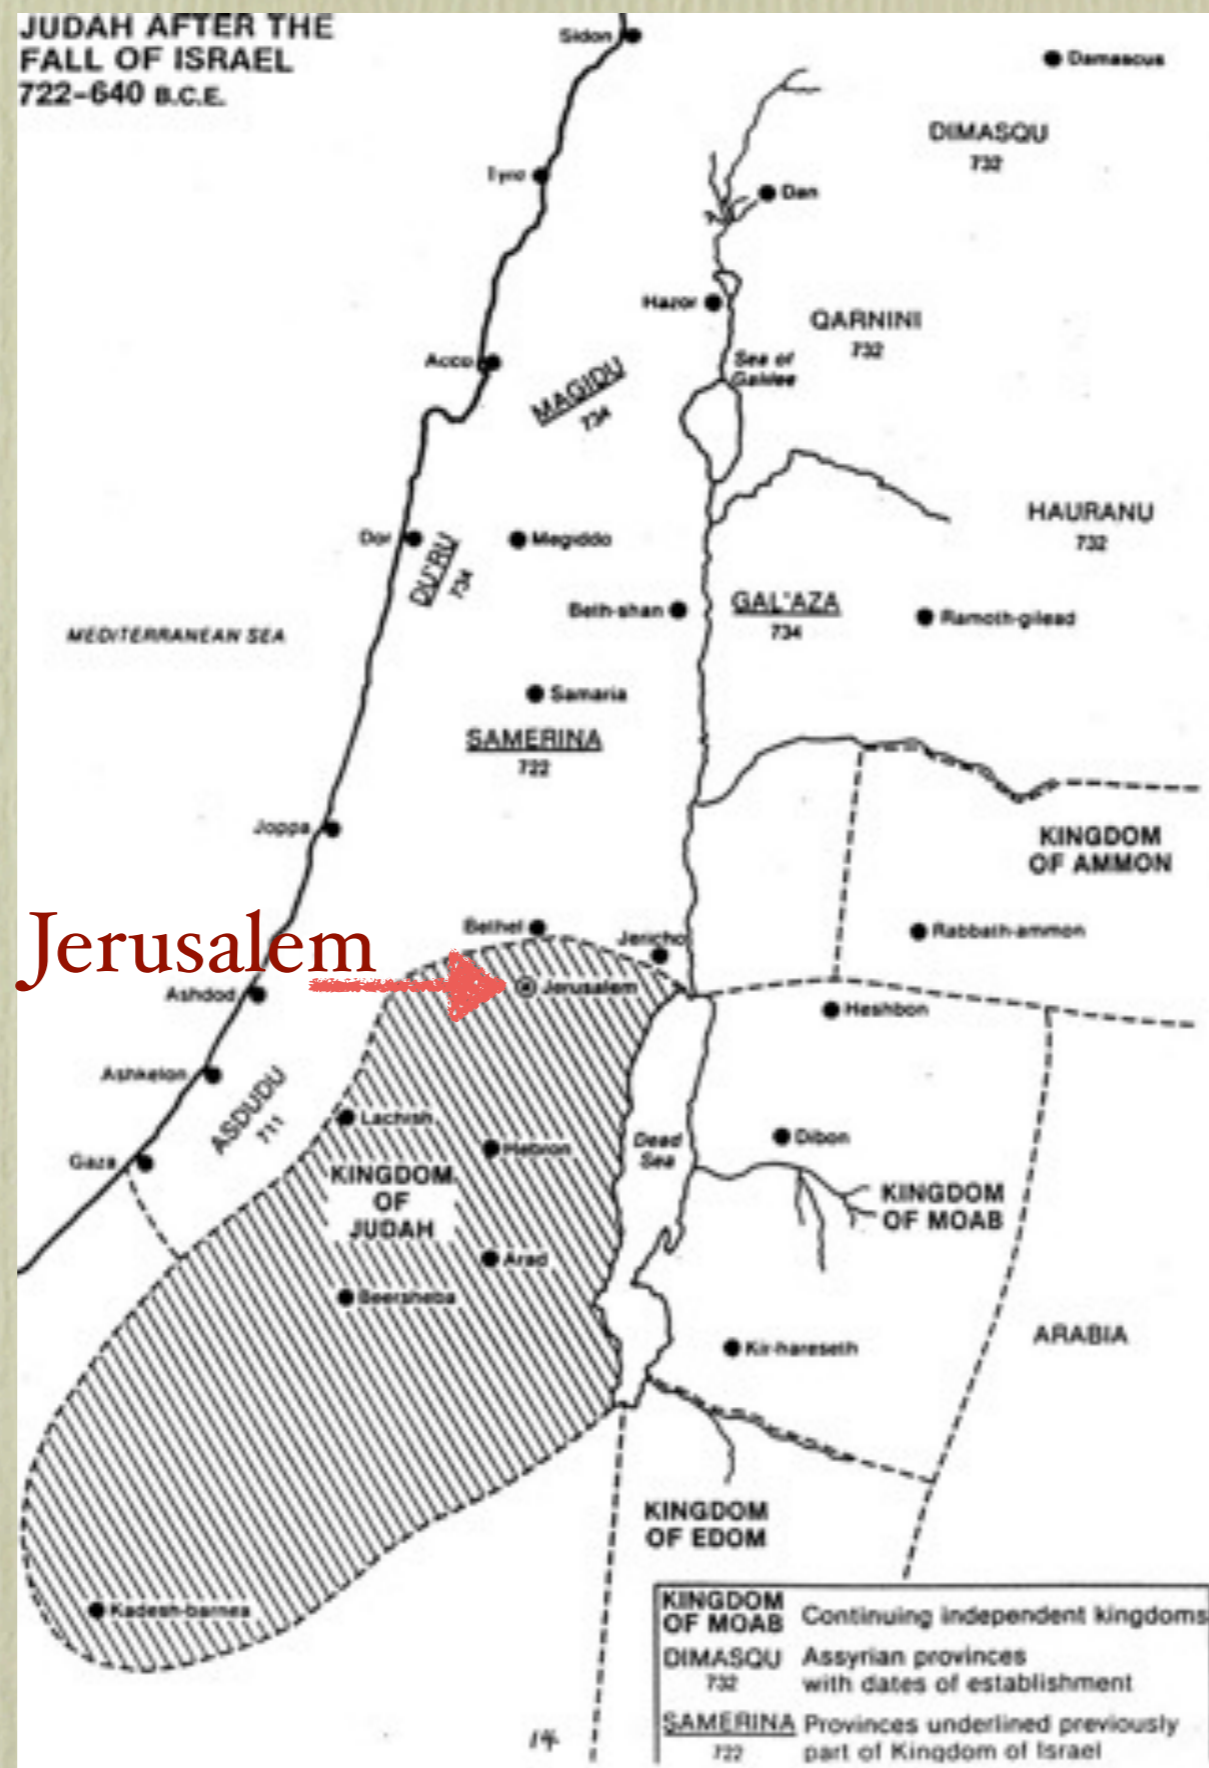 JUDAH AFTER THE
FALL OF ISRAEL
722-640 B.C.E.
Sidon
Damascus
DIMASQU
732
Tyre
Dan
Hazor
QARNINI
732
Sea of
Galilee
Acco
MAGIDU
734
HAURANU
732
Dor
DU'RU
734
Megiddo
Beth-shan
GAL'AZA
734
Ramoth-gilead
MEDITERRANEAN SEA
Samaria
SAMERINA
722
Joppa
KINGDOM
OF AMMON
Jerusalem
Bethel
Jericho
Rabbath-ammon
Ashdod
Jerusalem
Heshbon
Ashkelon
ASDUDU
711
Lachish
Gaza
Hebron
Dead
Sea
Dibon
KINGDOM
OF
JUDAH
KINGDOM
OF MOAB
Arad
Beersheba
Kir-hareseth
ARABIA
KINGDOM
OF EDOM
Kadesh-barnea
KINGDOM
OF MOAB Continuing independent kingdoms
DIMASQU Assyrian provinces
732 with dates of establishment
SAMERINA Provinces underlined previously
722 part of Kingdom of Israel